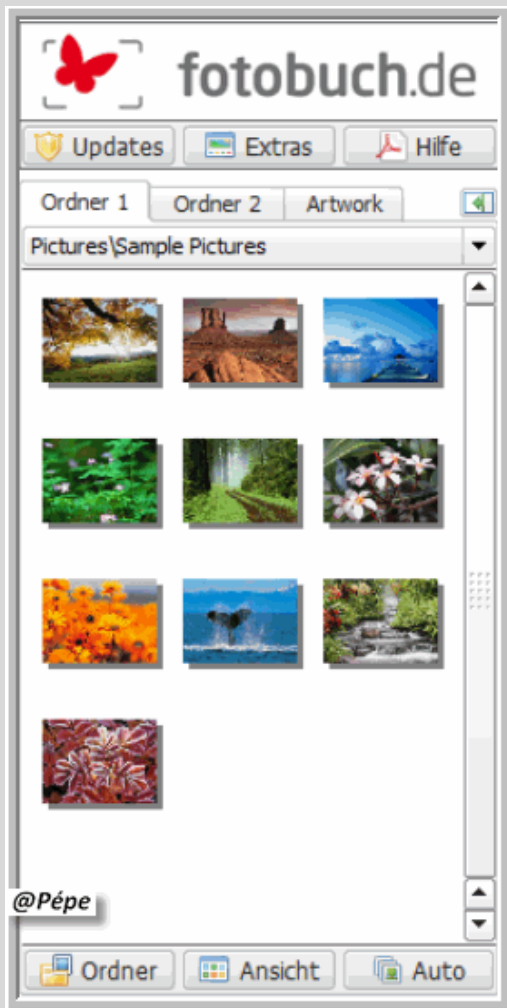 fotobuch.de
Updates Extras Hilfe
Ordner 1 Ordner 2 Artwork
Pictures\Sample Pictures
@Pépe
Ordner Ansicht Auto